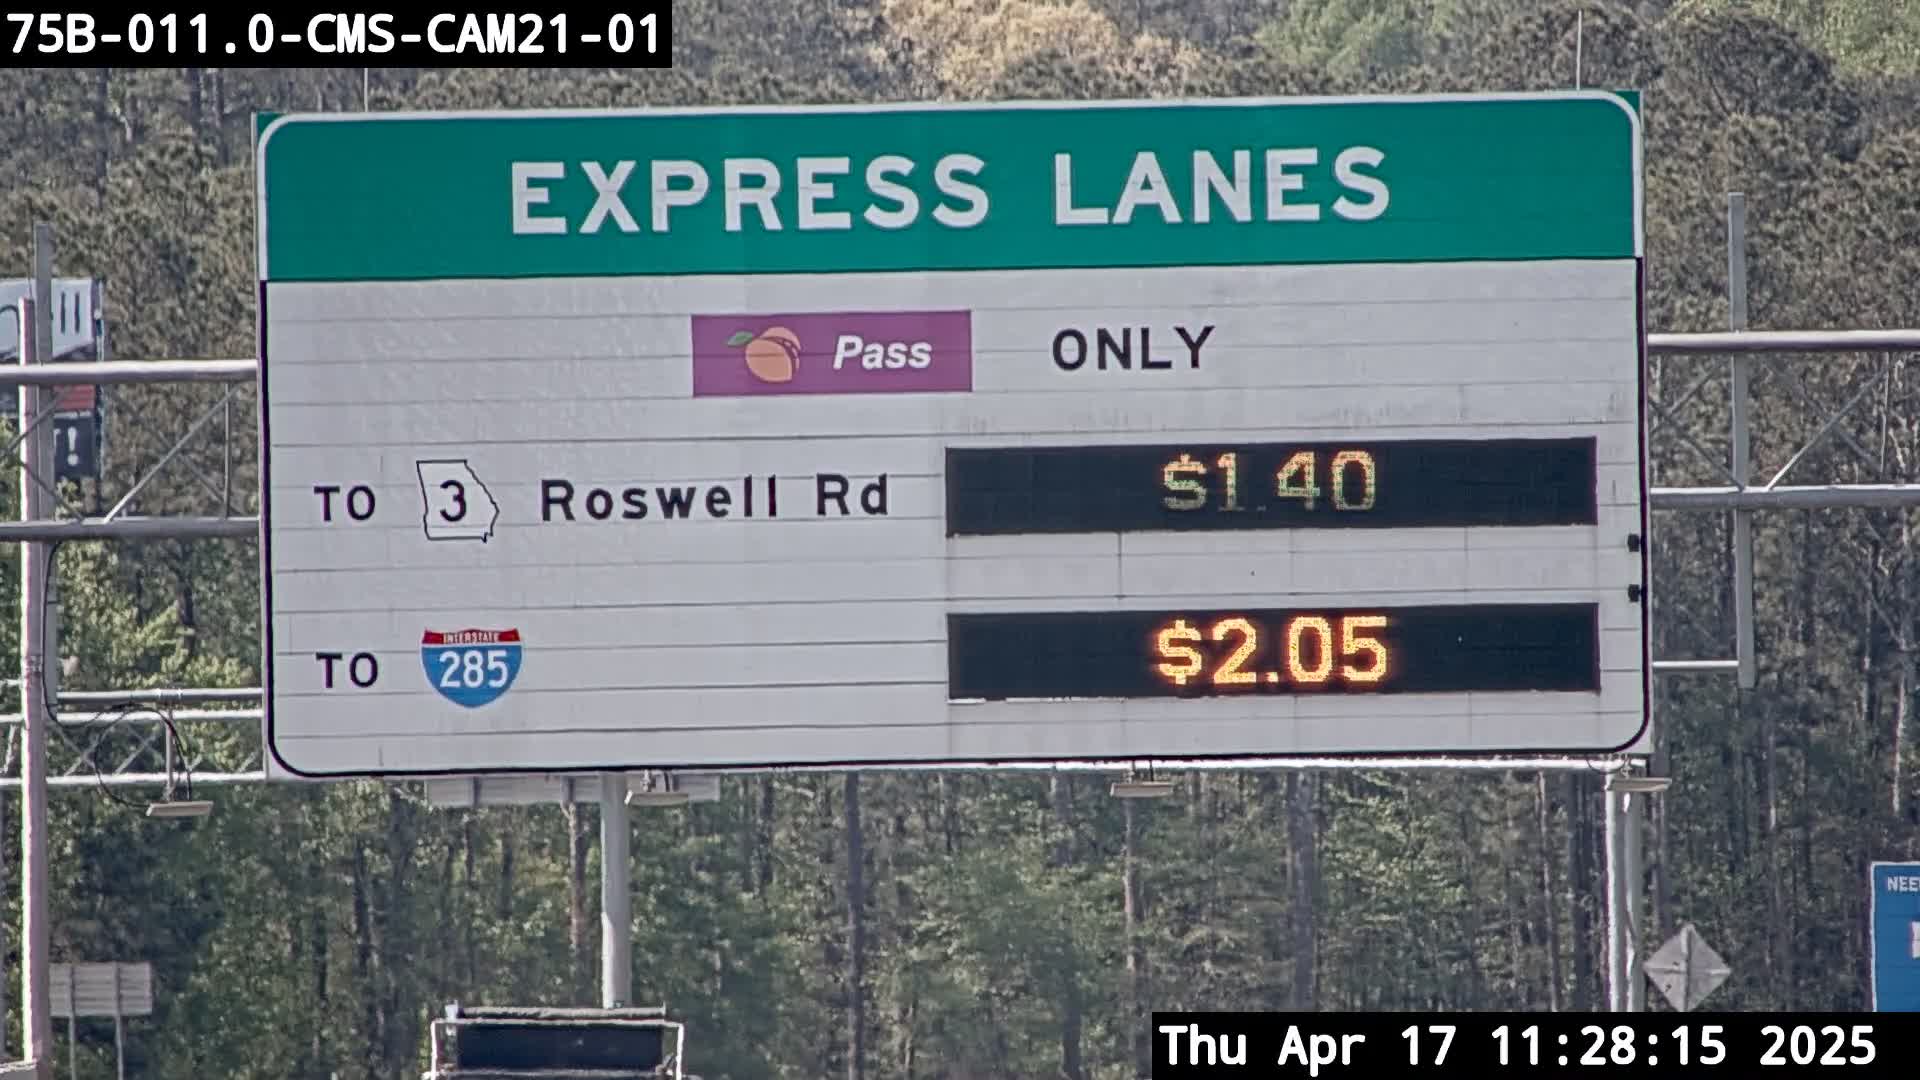 75B-011.0-CMS-CAM21-01
EXPRESS LANES
Pass ONLY
TO 3 Roswell Rd $1.40
INTERSTATE
TO 285 $2.05
Thu Apr 17 11:28:15 2025